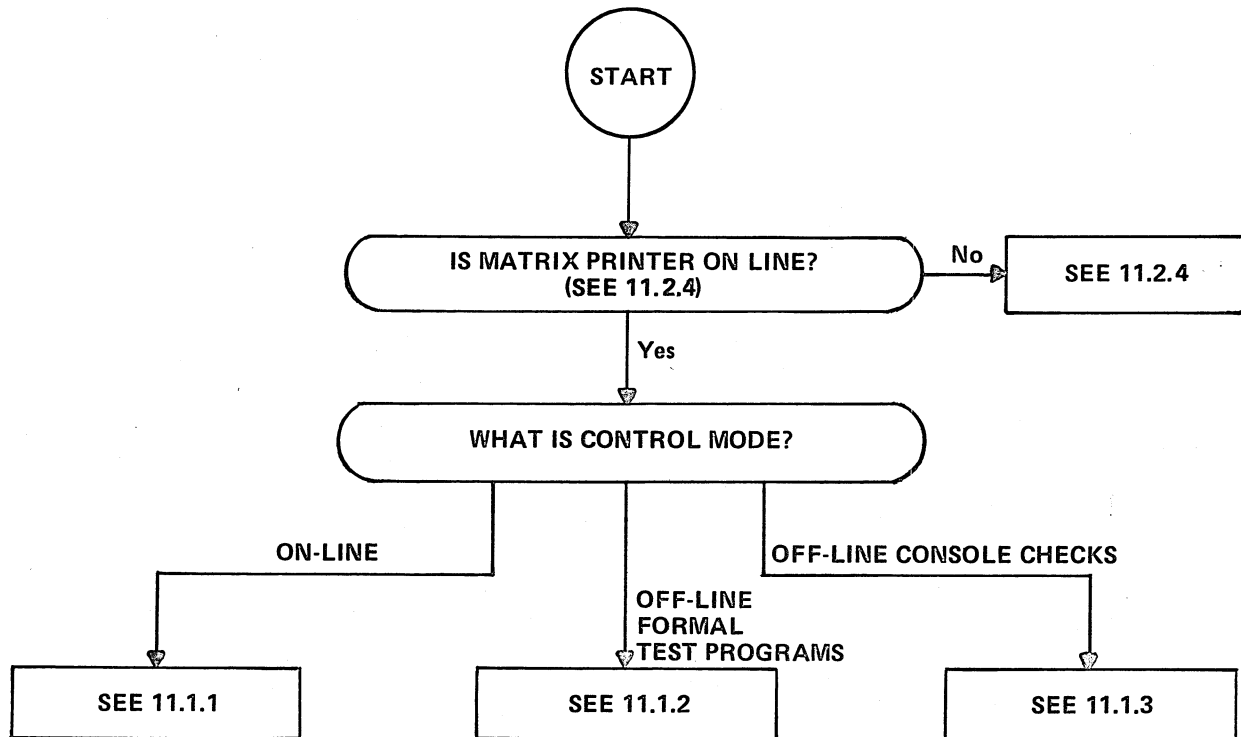 START
IS MATRIX PRINTER ON LINE?
(SEE 11.2.4)
No
SEE 11.2.4
Yes
WHAT IS CONTROL MODE?
ON-LINE
OFF-LINE
FORMAL
TEST PROGRAMS
OFF-LINE CONSOLE CHECKS
SEE 11.1.1
SEE 11.1.2
SEE 11.1.3